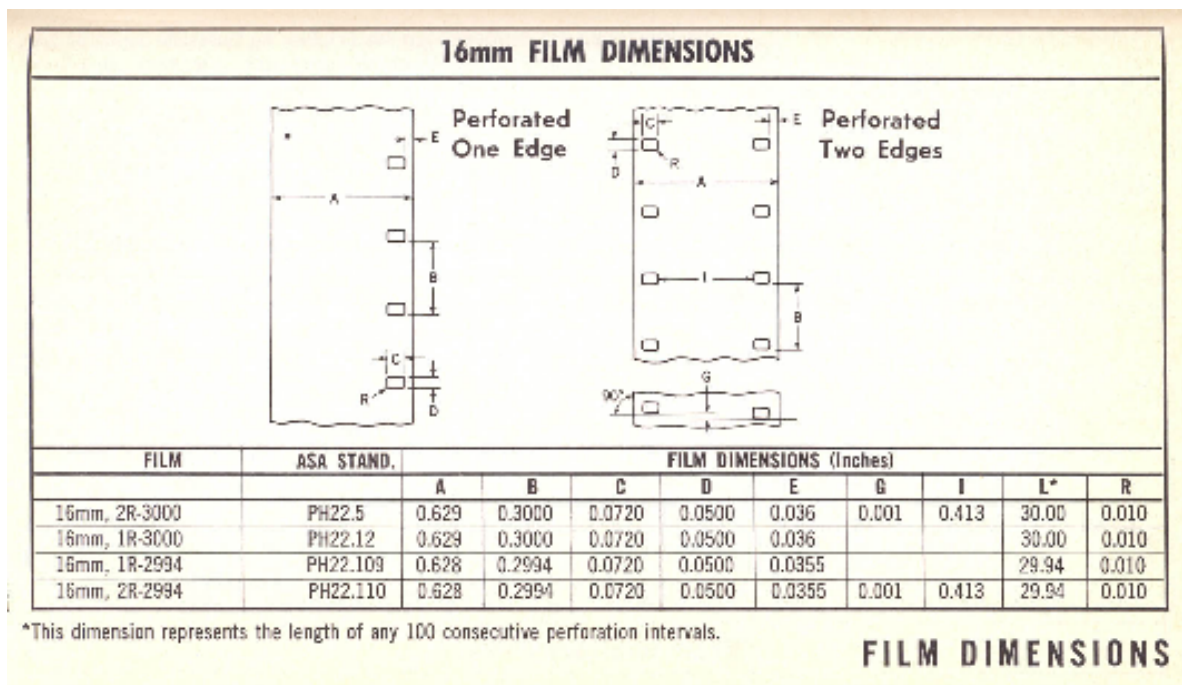 16mm FILM DIMENSIONS
Perforated
One Edge
E
A
B
C
R
D
Perforated
Two Edges
C
E
R
D
A
I
B
G
90°
FILM ASA STAND. FILM DIMENSIONS (Inches)
A B C D E G I L* R
16mm, 2R-3000 PH22.5 0.629 0.3000 0.0720 0.0500 0.036 0.001 0.413 30.00 0.010
16mm, 1R-3000 PH22.12 0.629 0.3000 0.0720 0.0500 0.036 30.00 0.010
16mm, 1R-2994 PH22.109 0.628 0.2994 0.0720 0.0500 0.0355 29.94 0.010
16mm, 2R-2994 PH22.110 0.628 0.2994 0.0720 0.0500 0.0355 0.001 0.413 29.94 0.010
*This dimension represents the length of any 100 consecutive perforation intervals.
FILM DIMENSIONS